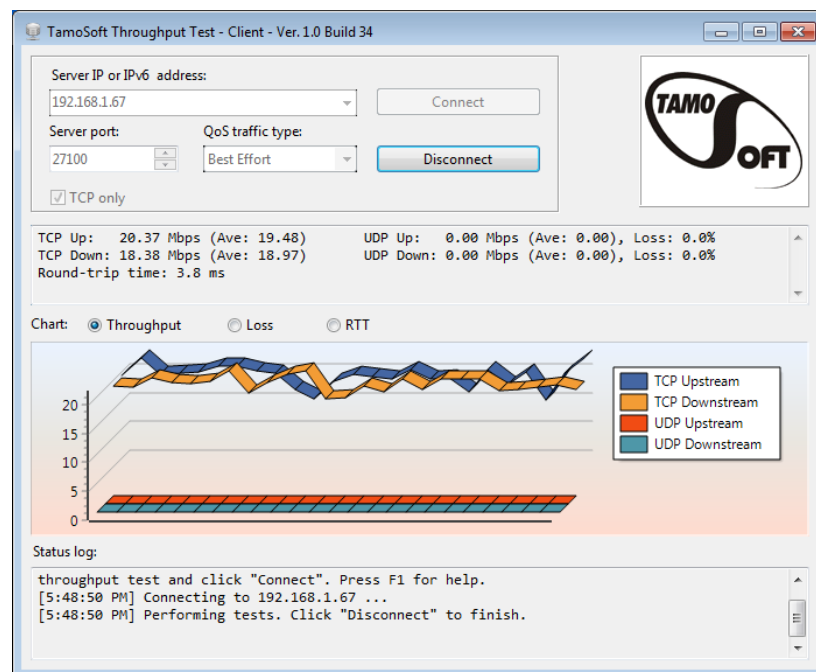 TamoSoft Throughput Test - Client - Ver. 1.0 Build 34
Server IP or IPv6 address:
192.168.1.67
Connect
Server port:
QoS traffic type:
27100
Best Effort
Disconnect
TCP only
TAMO
SOFT
TCP Up: 20.37 Mbps (Ave: 19.48) UDP Up: 0.00 Mbps (Ave: 0.00), Loss: 0.0%
TCP Down: 18.38 Mbps (Ave: 18.97) UDP Down: 0.00 Mbps (Ave: 0.00), Loss: 0.0%
Round-trip time: 3.8 ms
Chart: Throughput Loss RTT
20
15
10
5
0
TCP Upstream
TCP Downstream
UDP Upstream
UDP Downstream
Status log:
throughput test and click "Connect". Press F1 for help.
[5:48:50 PM] Connecting to 192.168.1.67 ...
[5:48:50 PM] Performing tests. Click "Disconnect" to finish.